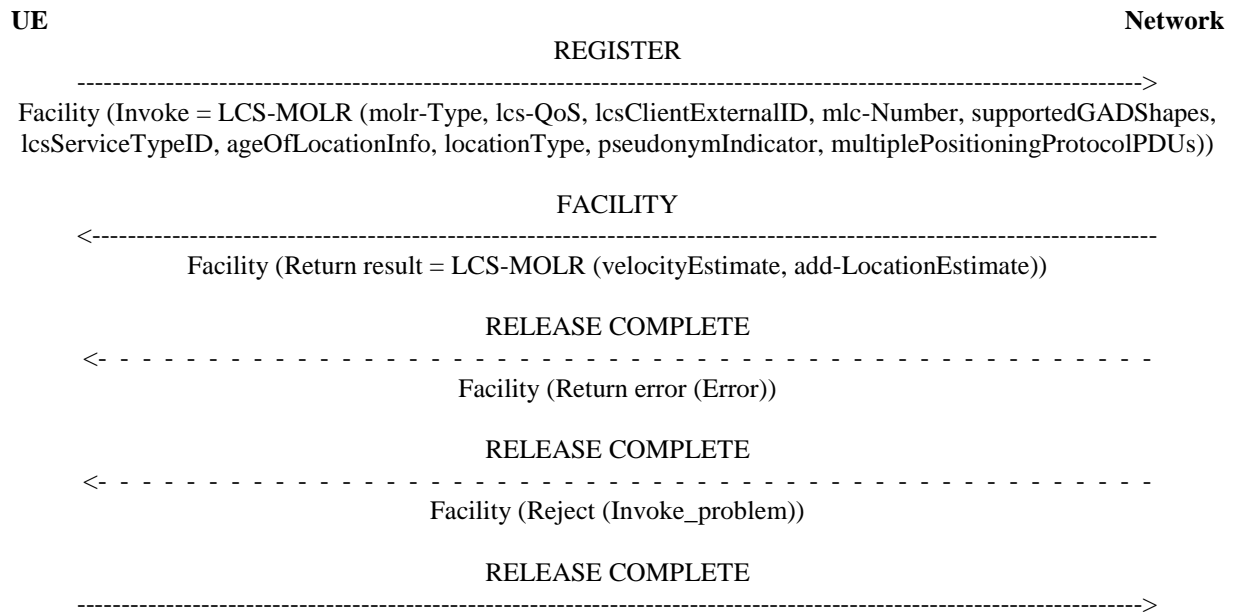 UE Network
REGISTER
------------------------------------------------------------------------------------------------------------------------>
Facility (Invoke = LCS-MOLR (molr-Type, lcs-QoS, lcsClientExternalID, mlc-Number, supportedGADShapes,
lcsServiceTypeID, ageOfLocationInfo, locationType, pseudonymIndicator, multiplePositioningProtocolPDUs))
FACILITY
<------------------------------------------------------------------------------------------------------------------------
Facility (Return result = LCS-MOLR (velocityEstimate, add-LocationEstimate))
RELEASE COMPLETE
<- - - - - - - - - - - - - - - - - - - - - - - - - - - - - - - - - - - - - - - - - - - - - - - -
Facility (Return error (Error))
RELEASE COMPLETE
<- - - - - - - - - - - - - - - - - - - - - - - - - - - - - - - - - - - - - - - - - - - - - - - -
Facility (Reject (Invoke_problem))
RELEASE COMPLETE
------------------------------------------------------------------------------------------------------------------------>